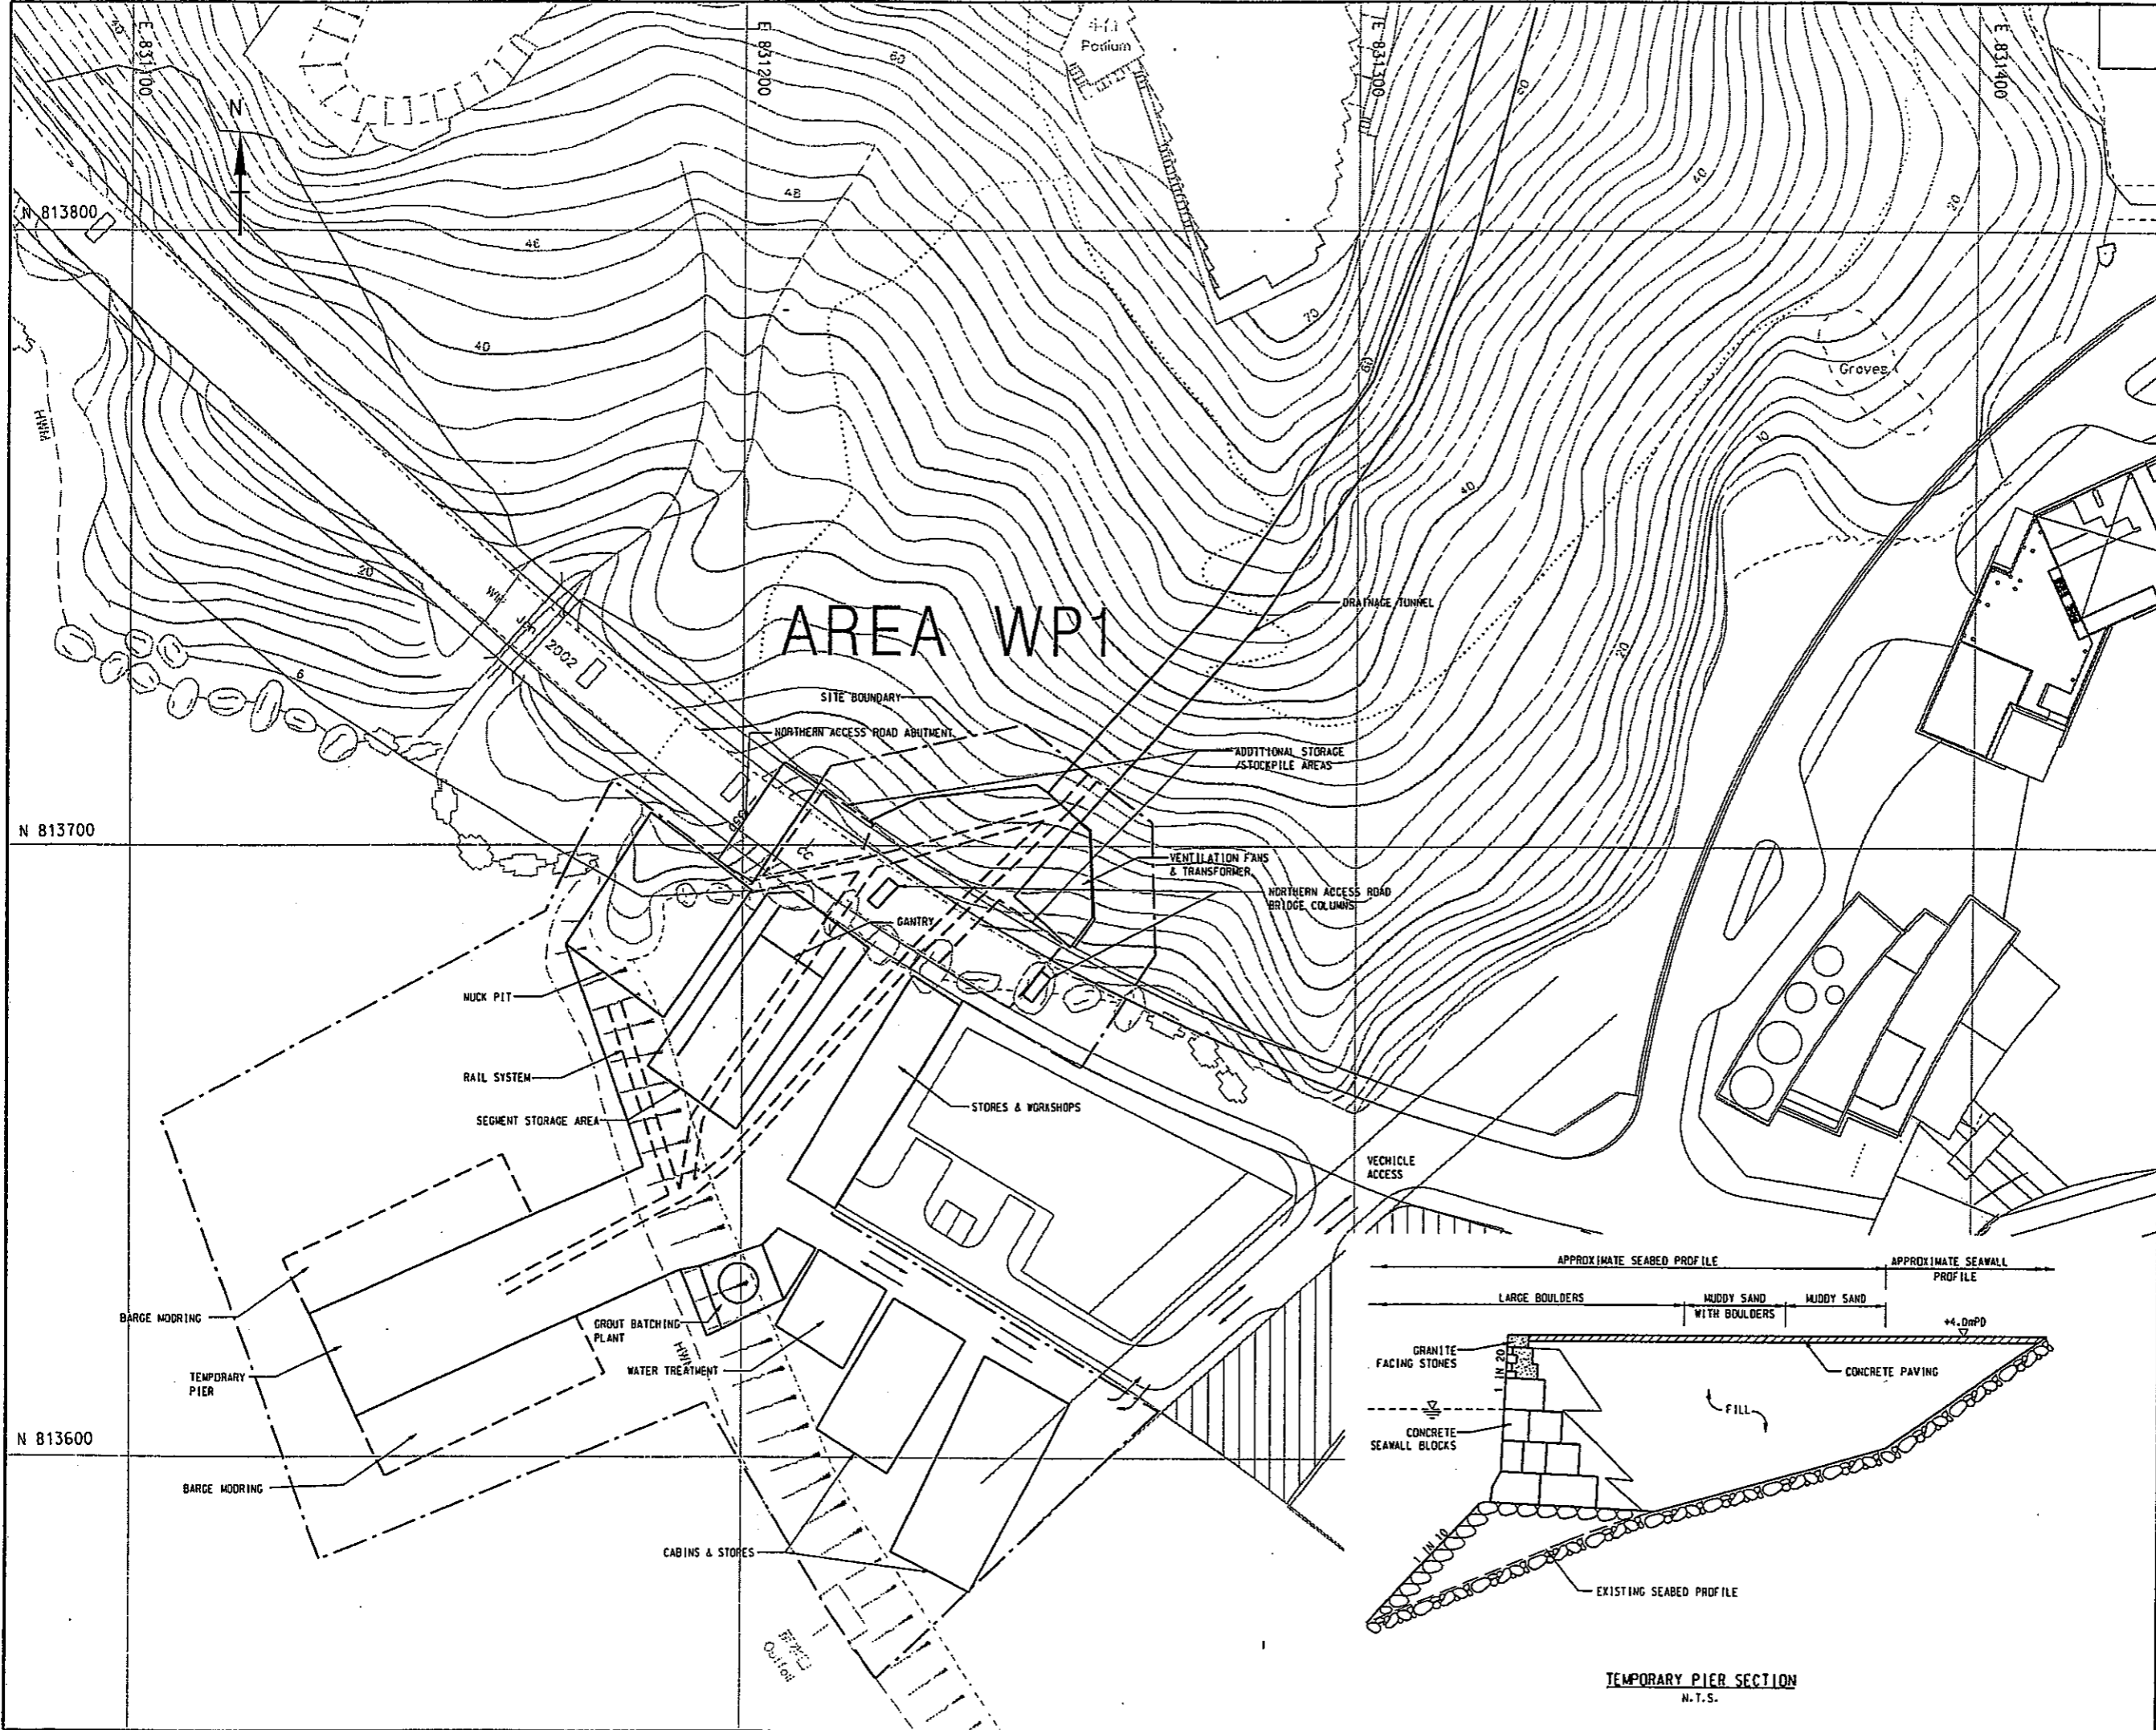 E 831100
E 831200
E 831300
E 831400
Podium
60
50
N
N 813800
48
46
40
20
40
70
60
Graves
10
40
HWM
20
6
2002
20
AREA WP1
DRAINAGE TUNNEL
SITE BOUNDARY
NORTHERN ACCESS ROAD ABUTMENT
ADDITIONAL STORAGE
/STOCKPILE AREAS
N 813700
VENTILATION FANS
& TRANSFORMER
NORTHERN ACCESS ROAD
BRIDGE COLUMNS
GANTRY
MUCK PIT
RAIL SYSTEM
SEGMENT STORAGE AREA
STORES & WORKSHOPS
VECHICLE
ACCESS
BARGE MOORING
GROUT BATCHING
PLANT
HWM
WATER TREATMENT
TEMPORARY
PIER
N 813600
BARGE MOORING
CABINS & STORES
Outfall
APPROXIMATE SEABED PROFILE
APPROXIMATE SEAWALL
PROFILE
LARGE BOULDERS
MUDDY SAND
WITH BOULDERS
MUDDY SAND
+4.0mPD
GRANITE
FACING STONES
1 IN 20
CONCRETE PAVING
FILL
CONCRETE
SEAWALL BLOCKS
1 IN 10
EXISTING SEABED PROFILE
TEMPORARY PIER SECTION
N.T.S.